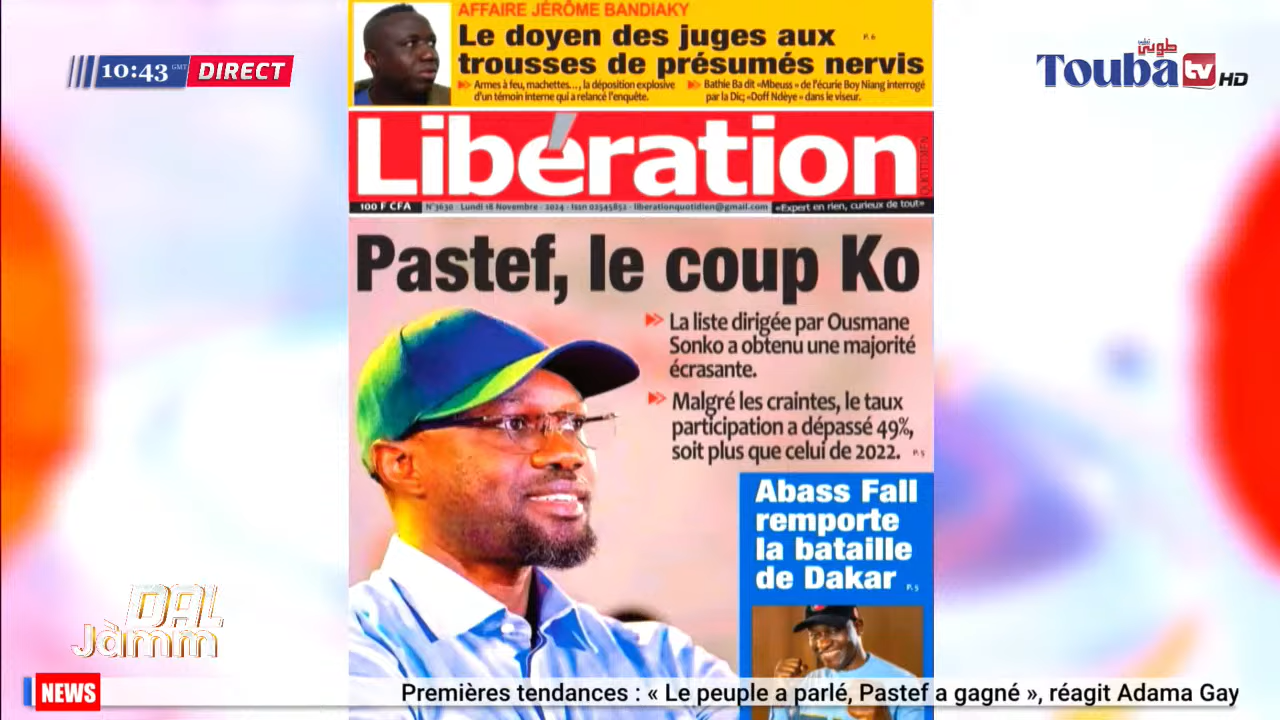 AFFAIRE JÉRÔME BANDIAKY
Le doyen des juges aux
P. 6
trousses de présumés nervis
Armes à feu, machettes..., la déposition explosive
d'un témoin interne qui a relancé l'enquête.
Bathie Ba dit «Mbeuss» de l'écurie Boy Niang interrogé
par la Dic; «Doff Ndèye» dans le viseur.
10:43 GMT DIRECT
طوبى
Touba tv HD
Libération
QUOTIDIEN
100 F CFA N°3630 - Lundi 18 Novembre - 2024 - Issn 02545852 - liberationquotidien@gmail.com «Expert en rien, curieux de tout»
Pastef, le coup Ko
La liste dirigée par Ousmane
Sonko a obtenu une majorité
écrasante.
Malgré les craintes, le taux
participation a dépassé 49%,
soit plus que celui de 2022. P. 5
Abass Fall
remporte
la bataille
de Dakar P. 5
DAL
Jàmm
NEWS
Premières tendances : « Le peuple a parlé, Pastef a gagné », réagit Adama Gay